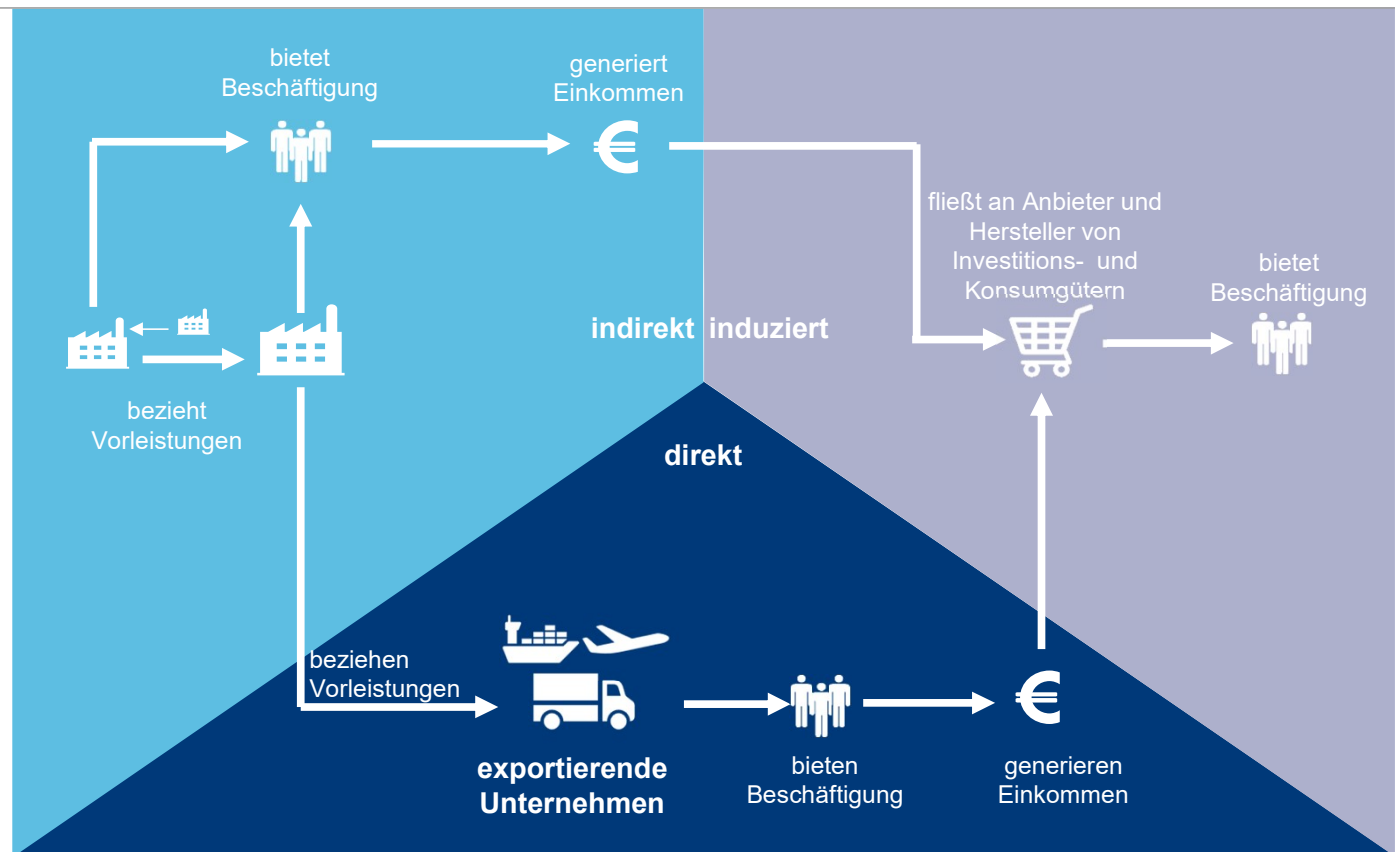 bietet
Beschäftigung
generiert
Einkommen
€
fließt an Anbieter und
Hersteller von
Investitions- und
Konsumgütern
bietet
Beschäftigung
indirekt induziert
bezieht
Vorleistungen
direkt
beziehen
Vorleistungen
€
exportierende
Unternehmen
bieten
Beschäftigung
generieren
Einkommen